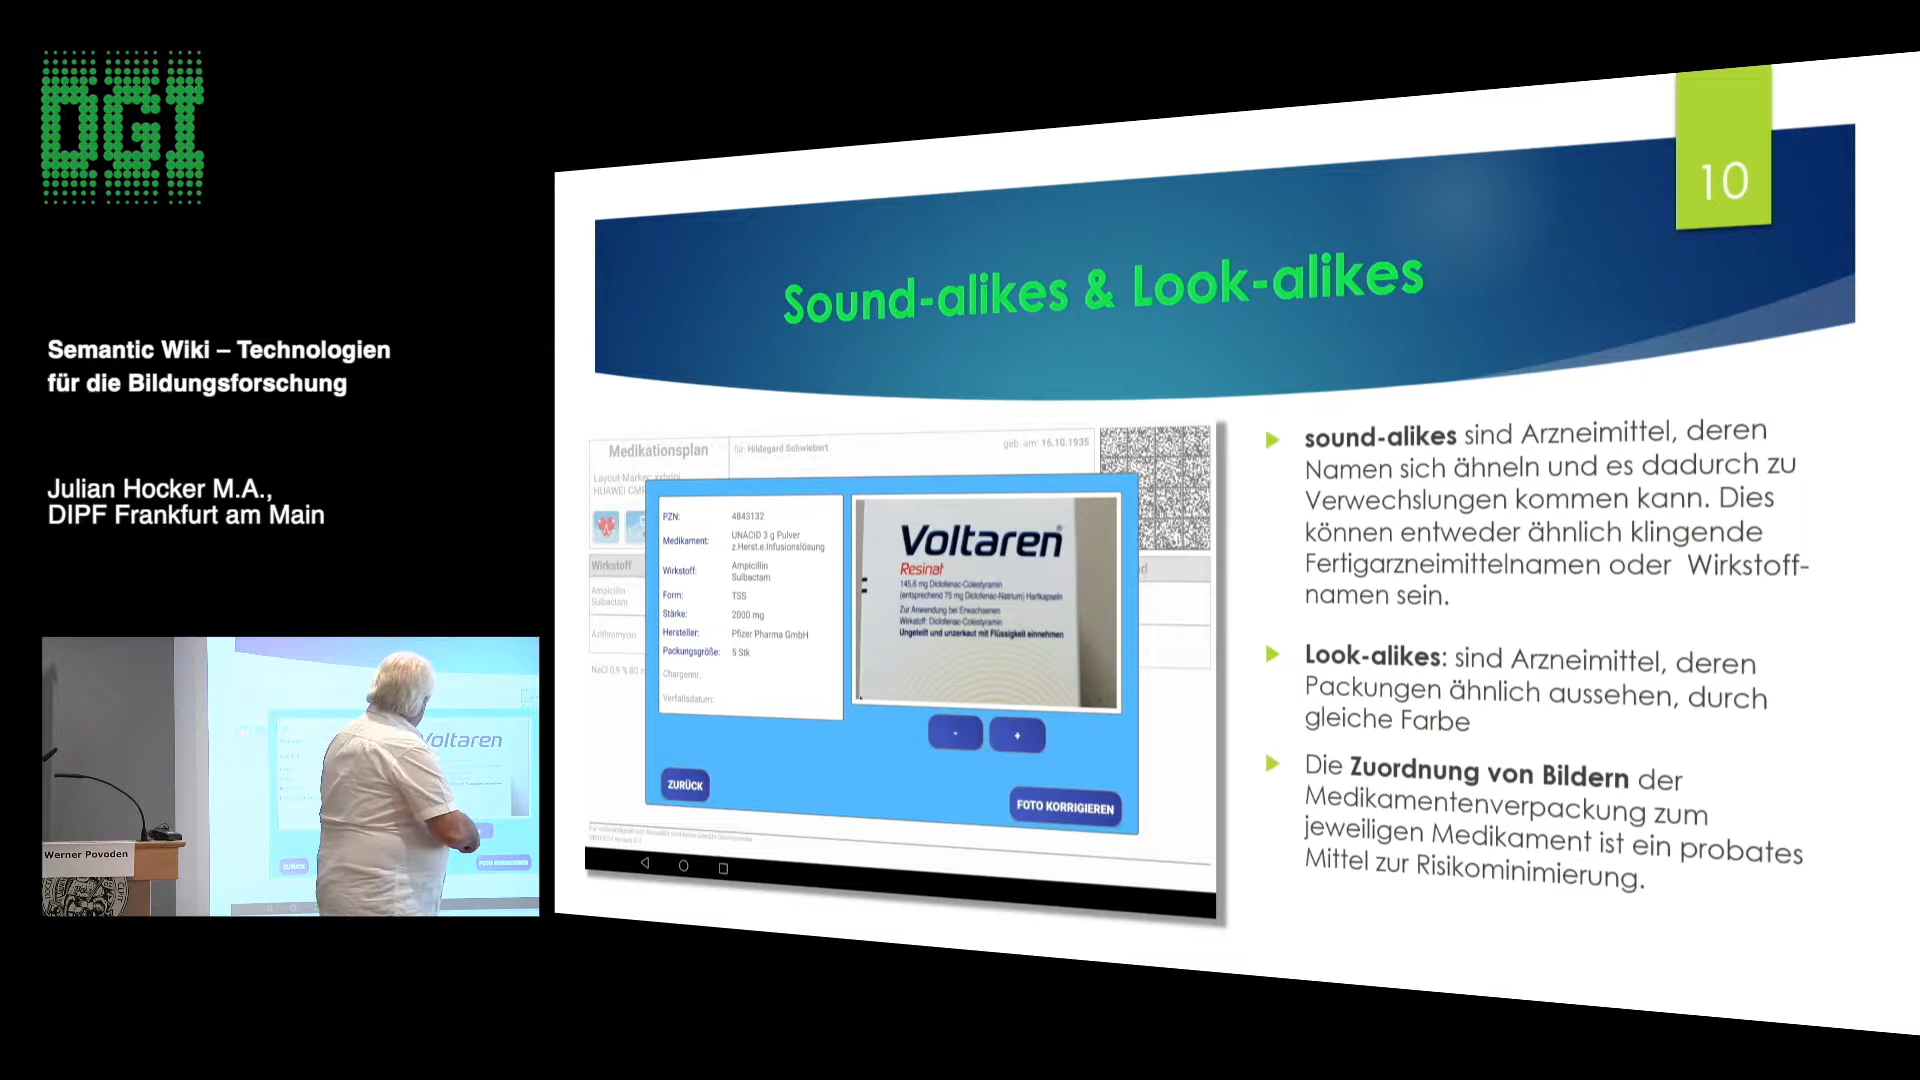 DGI
Semantic Wiki – Technologien
für die Bildungsforschung
Julian Hocker M.A.,
DIPF Frankfurt am Main
Werner Povoden
Voltaren
ZURÜCK
FOTO KORRIGIEREN
10
Sound-alikes & Look-alikes
Medikationsplan
für: Hildegard Schwiebert
geb. am: 16.10.1935
Layout-Marker:
HUAWEI
Wirkstoff
Ampicillin
Sulbactam
Azithromycin
NaCl 0,9 % 80 m
PZN: 4843132
Medikament: UNACID 3 g Pulver
z.Herst.e.Infusionslösung
Wirkstoff: Ampicillin
Sulbactam
Form: TSS
Stärke: 2000 mg
Hersteller: Pfizer Pharma GmbH
Packungsgröße: 5 Stk
Chargennr.:
Verfallsdatum:
Voltaren®
Resinat
145,6 mg Diclofenac-Colestyramin
(entsprechend 75 mg Diclofenac-Natrium) Hartkapseln
Zur Anwendung bei Erwachsenen
Wirkstoff: Diclofenac-Colestyramin
Ungeteilt und unzerkaut mit Flüssigkeit einnehmen
- +
ZURÜCK
FOTO KORRIGIEREN
sound-alikes sind Arzneimittel, deren
Namen sich ähneln und es dadurch zu
Verwechslungen kommen kann. Dies
können entweder ähnlich klingende
Fertigarzneimittelnamen oder Wirkstoff-
namen sein.
Look-alikes: sind Arzneimittel, deren
Packungen ähnlich aussehen, durch
gleiche Farbe
Die Zuordnung von Bildern der
Medikamentenverpackung zum
jeweiligen Medikament ist ein probates
Mittel zur Risikominimierung.